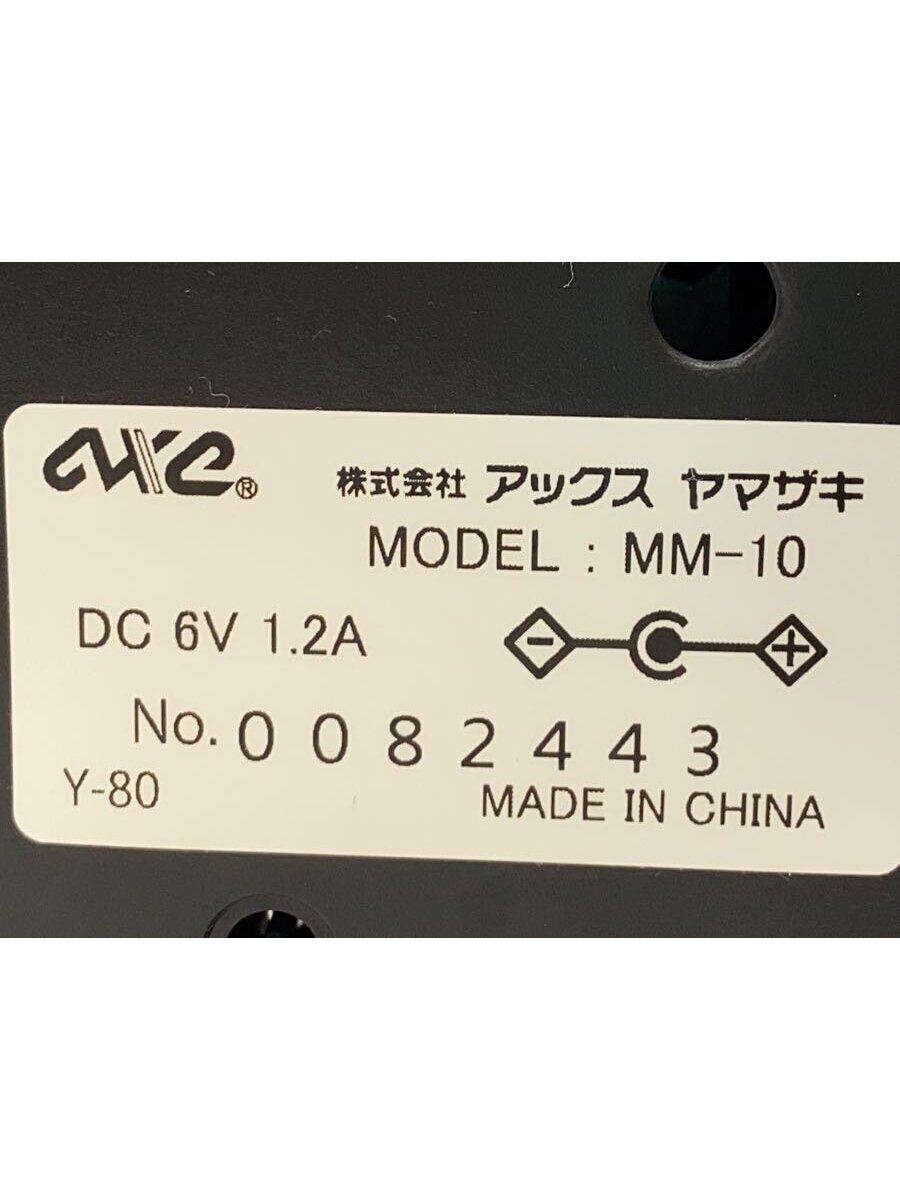 axe®
株式会社 アックス ヤマザキ
MODEL : MM-10
DC 6V 1.2A
No. 0082443
Y-80
MADE IN CHINA